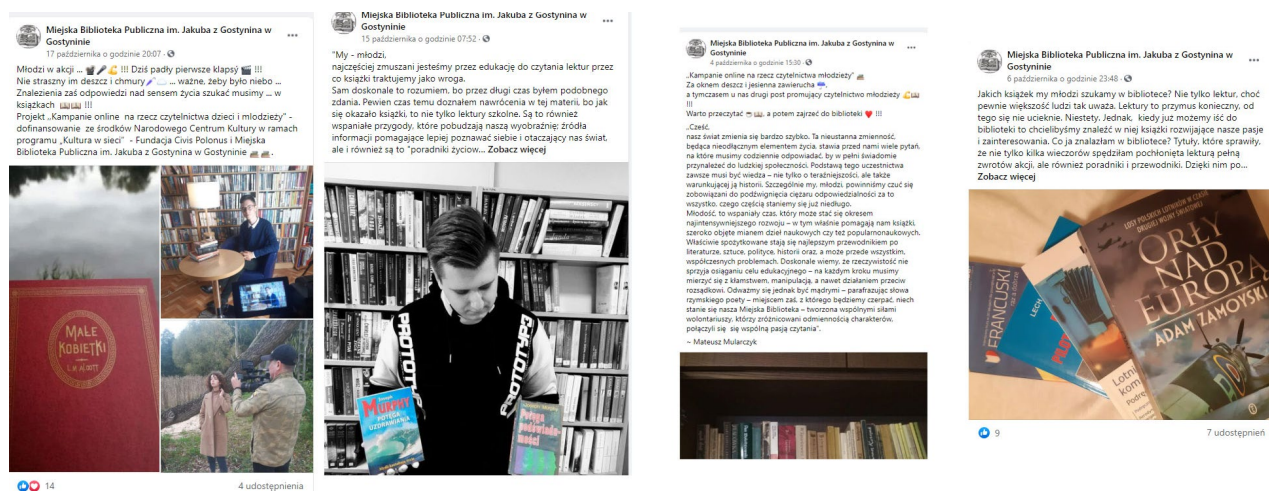 Miejska Biblioteka Publiczna im. Jakuba z Gostynina w
Gostyninie
17 października o godzinie 20:07 ·
Młodzi w akcji ... !!! Dziś padły pierwsze klapsy !!!
Nie straszny im deszcz i chmury ... ważne, żeby było niebo ...
Znalezienia zaś odpowiedzi nad sensem życia szukać musimy ... w
książkach !!!
Projekt „Kampanie online na rzecz czytelnictwa dzieci i mlodzieży" -
dofinansowanie ze środków Narodowego Centrum Kultury w ramach
programu „Kultura w sieci" - Fundacja Civis Polonus i Miejska
Biblioteka Publiczna im. Jakuba z Gostynina w Gostyninie
MAŁE
KOBIETKI
L. M. ALCOTT
14
4 udostępnienia
Miejska Biblioteka Publiczna im. Jakuba z Gostynina w
Gostyninie
15 października o godzinie 07:52 ·
"My - młodzi,
najczęściej zmuszani jesteśmy przez edukację do czytania lektur przez
co książki traktujemy jako wroga.
Sam doskonale to rozumiem, bo przez długi czas byłem podobnego
zdania. Pewien czas temu doznałem nawrócenia w tej materii, bo jak
się okazało książki, to nie tylko lektury szkolne. Są to również
wspaniałe przygody, które pobudzają naszą wyobraźnię; źródła
informacji pomagające lepiej poznawać siebie i otaczający nas świat,
ale i również są to "poradniki życiow... Zobacz więcej
PROTOTYPO
PROTOTYPO
Joseph
MURPHY
POTĘGA
UZDRAWIANIA
Potęga
podświado-
mości
Miejska Biblioteka Publiczna im. Jakuba z Gostynina w
Gostyninie
4 października o godzinie 15:30 ·
„Kampanie online na rzecz czytelnictwa młodzieży"
Za oknem deszcz i jesienna zawierucha ,
a tymczasem u nas drugi post promujący czytelnictwo młodzieży
!!!
Warto przeczytać , a potem zajrzeć do biblioteki !!!
„Cześć,
nasz świat zmienia się bardzo szybko. Ta nieustanna zmienność,
będąca nieodłącznym elementem życia, stawia przed nami wiele pytań,
na które musimy codziennie odpowiadać, by w pełni świadomie
przynależeć do ludzkiej społeczności. Podstawą tego uczestnictwa
zawsze musi być wiedza – nie tylko o teraźniejszości, ale także
warunkującej ją historii. Szczególnie my, młodzi, powinniśmy czuć się
zobowiązani do podźwignięcia ciężaru odpowiedzialności za to
wszystko, czego częścią staniemy się już niedługo.
Młodość, to wspaniały czas, który może stać się okresem
najintensywniejszego rozwoju – w tym właśnie pomagają nam książki,
szeroko objęte mianem dzieł naukowych czy też popularnonaukowych.
Właściwie spożytkowane stają się najlepszym przewodnikiem po
literaturze, sztuce, polityce, historii oraz, a może przede wszystkim,
współczesnych problemach. Doskonale wiemy, że rzeczywistość nie
sprzyja osiąganiu celu edukacyjnego – na każdym kroku musimy
mierzyć się z kłamstwem, manipulacją, a nawet działaniem przeciw
rozsądkowi. Odważmy się jednak być mądrymi – parafrazując słowa
rzymskiego poety – miejscem zaś, z którego będziemy czerpać, niech
stanie się nasza Miejska Biblioteka – tworzona wspólnymi siłami
wolontariuszy, którzy zróżnicowani odmiennością charakterów,
połączyli się się wspólną pasją czytania".
~ Mateusz Mularczyk
Miejska Biblioteka Publiczna im. Jakuba z Gostynina w
Gostyninie
6 października o godzinie 23:48 ·
Jakich książek my młodzi szukamy w bibliotece? Nie tylko lektur, choć
pewnie większość ludzi tak uważa. Lektury to przymus konieczny, od
tego się nie ucieknie. Niestety. Jednak, kiedy już możemy iść do
biblioteki to chcielibyśmy znaleźć w niej książki rozwijające nasze pasje
i zainteresowania. Co ja znalazłam w bibliotece? Tytuły, które sprawiły,
że nie tylko kilka wieczorów spędziłam pochłonięta lekturą pełną
zwrotów akcji, ale również poradniki i przewodniki. Dzięki nim po...
Zobacz więcej
FRANCUSKI
LECH
LOSY POLSKICH LOTNIKÓW W CZASIE
DRUGIEJ WOJNY ŚWIATOWEJ
ORŁY
NAD
EUROPĄ
ADAM ZAMOYSKI
9
7 udostępnień